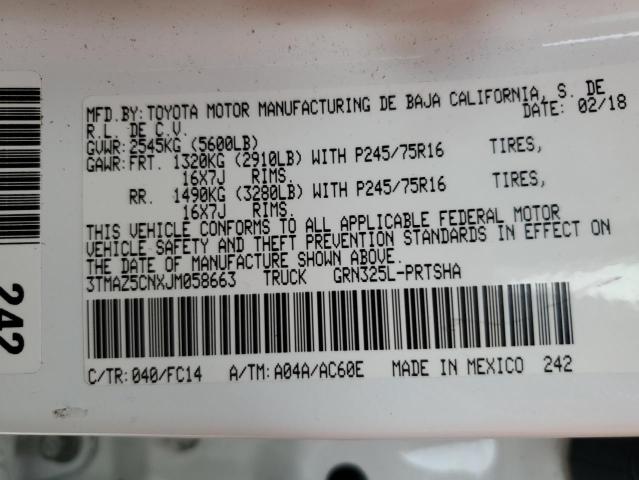 MFD.BY:TOYOTA MOTOR MANUFACTURING DE BAJA CALIFORNIA, S. DE
R.L. DE C.V. DATE: 02/18
GVWR:2545KG (5600LB)
GAWR:FRT. 1320KG (2910LB) WITH P245/75R16 TIRES,
16X7J RIMS.
RR. 1490KG (3280LB) WITH P245/75R16 TIRES,
16X7J RIMS.
THIS VEHICLE CONFORMS TO ALL APPLICABLE FEDERAL MOTOR
VEHICLE SAFETY AND THEFT PREVENTION STANDARDS IN EFFECT ON
THE DATE OF MANUFACTURE SHOWN ABOVE.
3TMAZ5CNXJM058663 TRUCK GRN325L-PRTSHA
C/TR:040/FC14 A/TM:A04A/AC60E MADE IN MEXICO 242
242